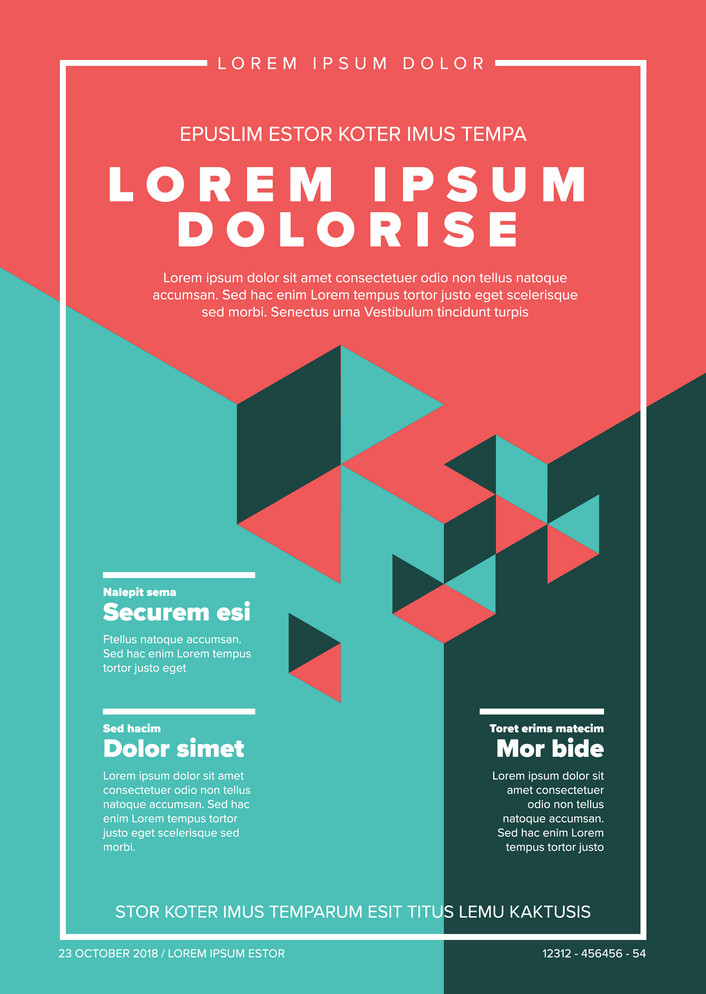 LOREM IPSUM DOLOR
EPUSLIM ESTOR KOTER IMUS TEMPA
LOREM IPSUM
DOLORISE
Lorem ipsum dolor sit amet consectetuer odio non tellus natoque
accumsan. Sed hac enim Lorem tempus tortor justo eget scelerisque
sed morbi. Senectus urna Vestibulum tincidunt turpis
Nalepit sema
Securem esi
Ftellus natoque accumsan.
Sed hac enim Lorem tempus
tortor justo eget
Sed hacim
Dolor simet
Lorem ipsum dolor sit amet
consectetuer odio non tellus
natoque accumsan. Sed hac
enim Lorem tempus tortor
justo eget scelerisque sed
morbi.
Toret erims matecim
Mor bide
Lorem ipsum dolor sit
amet consectetuer
odio non tellus
natoque accumsan.
Sed hac enim Lorem
tempus tortor justo
STOR KOTER IMUS TEMPARUM ESIT TITUS LEMU KAKTUSIS
23 OCTOBER 2018 / LOREM IPSUM ESTOR
12312 - 456456 - 54